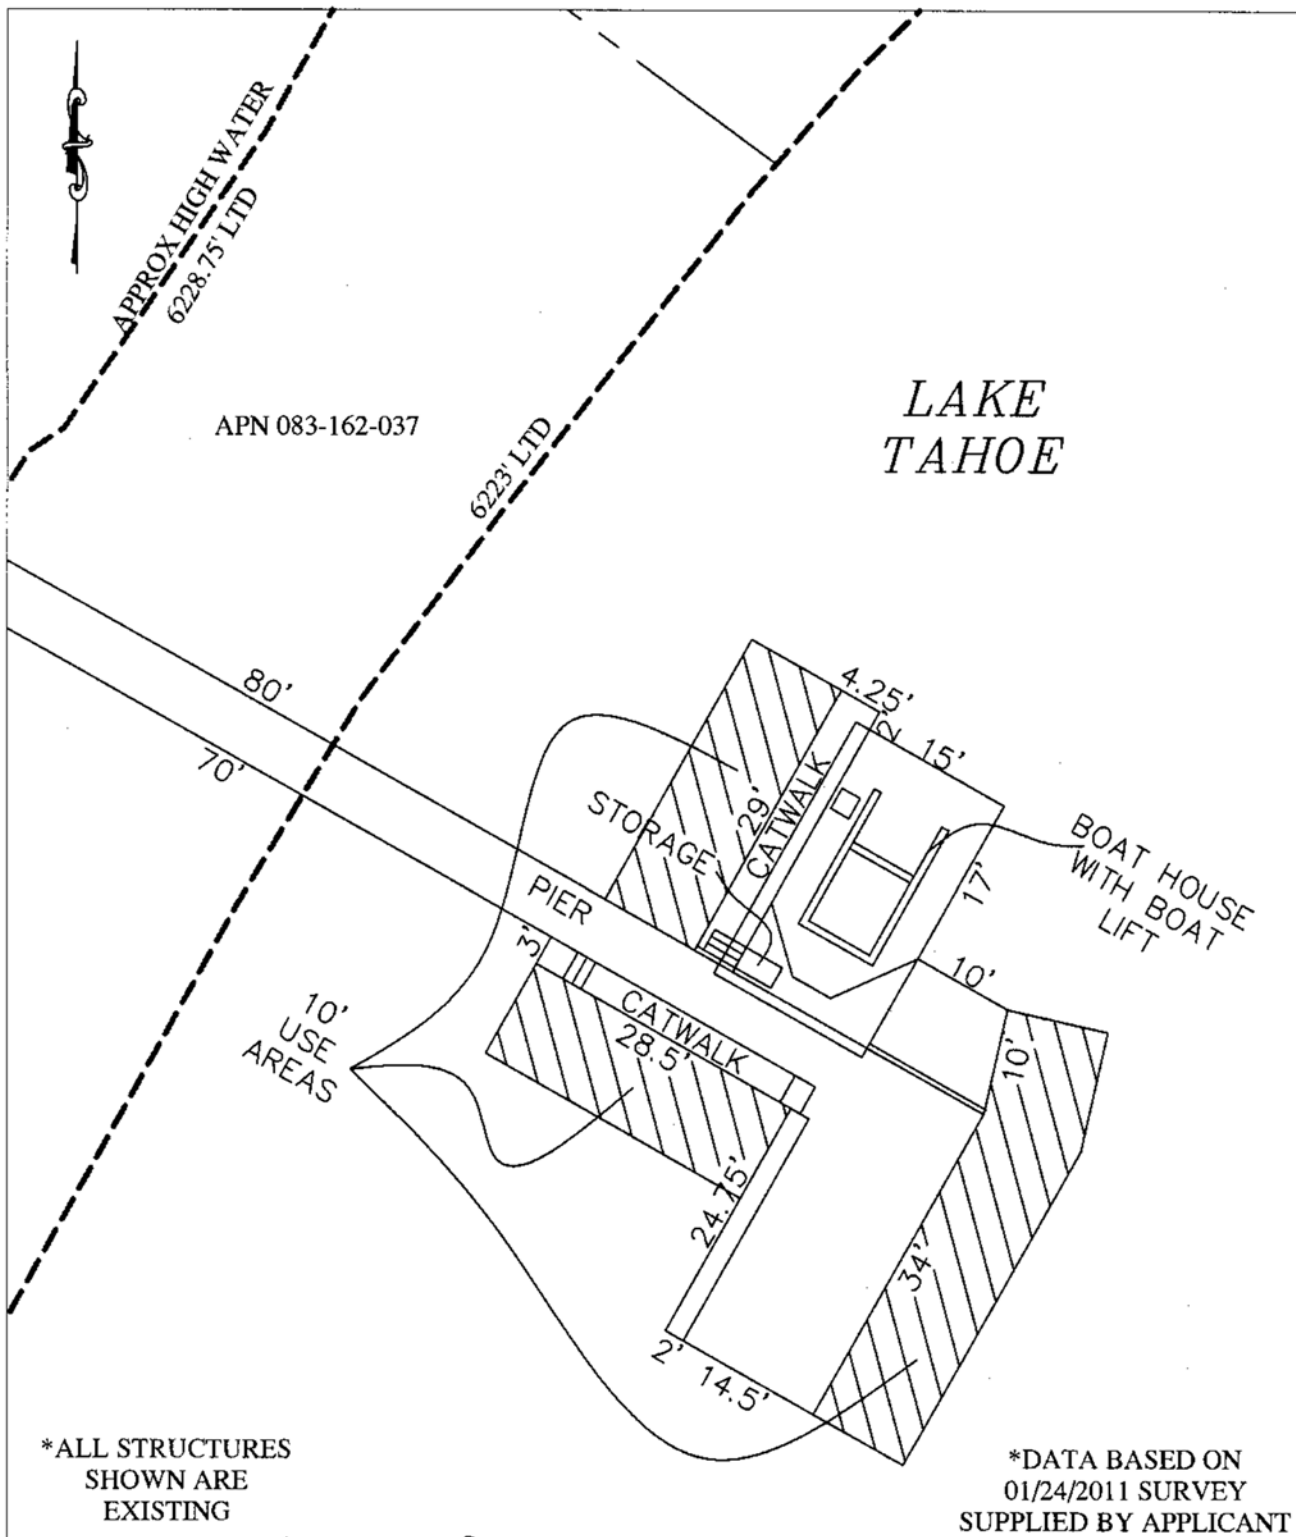 APPROX HIGH WATER
6228.75' LTD
APN 083-162-037
6223' LTD
LAKE
TAHOE
80'
70'
PIER
STORAGE
4.25'
2'
15'
29'
CATWALK
17'
BOAT HOUSE
WITH BOAT
LIFT
10'
10'
3'
CATWALK
28.5'
10'
USE
AREAS
24.75'
34'
2'
14.5'
*ALL STRUCTURES
SHOWN ARE
EXISTING
*DATA BASED ON
01/24/2011 SURVEY
SUPPLIED BY APPLICANT